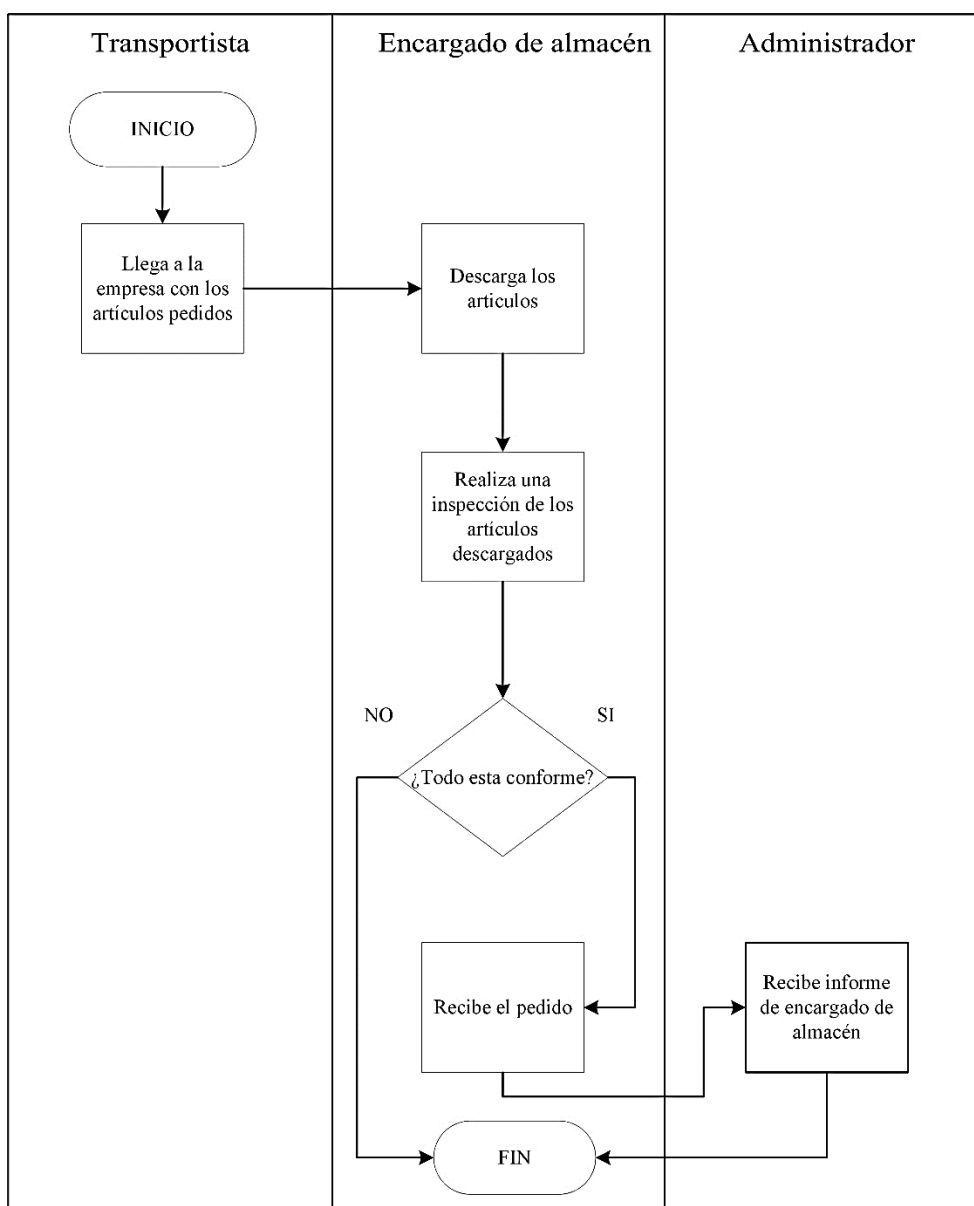 Transportista
Encargado de almacén
Administrador
INICIO
Llega a la
empresa con los
artículos pedidos
Descarga los
articulos
Realiza una
inspección de los
artículos
descargados
NO
SI
¿Todo esta conforme?
Recibe el pedido
Recibe informe
de encargado de
almacén
FIN